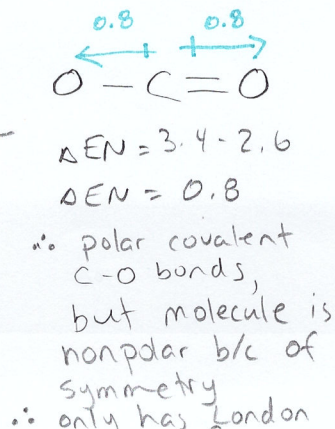 0.8 0.8
O - C = O
ΔEN = 3.4 - 2.6
ΔEN = 0.8
∴ polar covalent
C-O bonds,
but molecule is
nonpolar b/c of
symmetry
∴ only has London